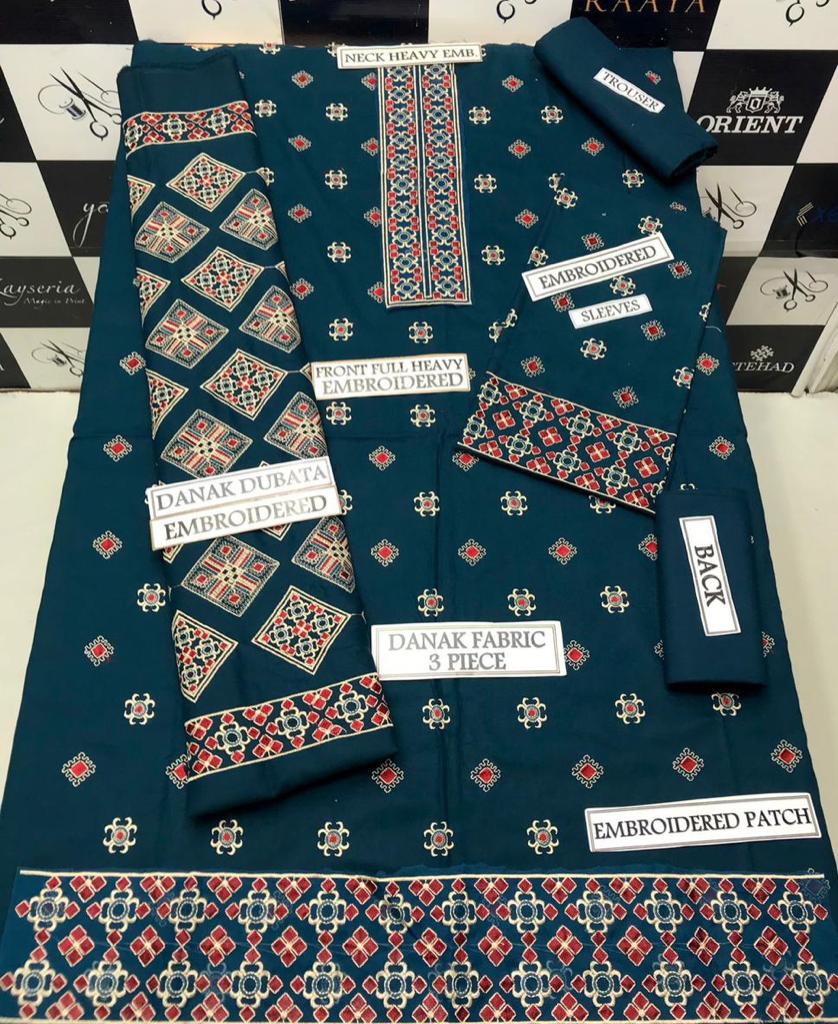 RAAYA
NECK HEAVY EMB.
TROUSER
ORIENT
EMBROIDERED
SLEEVES
Kayseria
Magic in Print
FRONT FULL HEAVY
EMBROIDERED
DANAK DUBATA
EMBROIDERED
BACK
DANAK FABRIC
3 PIECE
EMBROIDERED PATCH